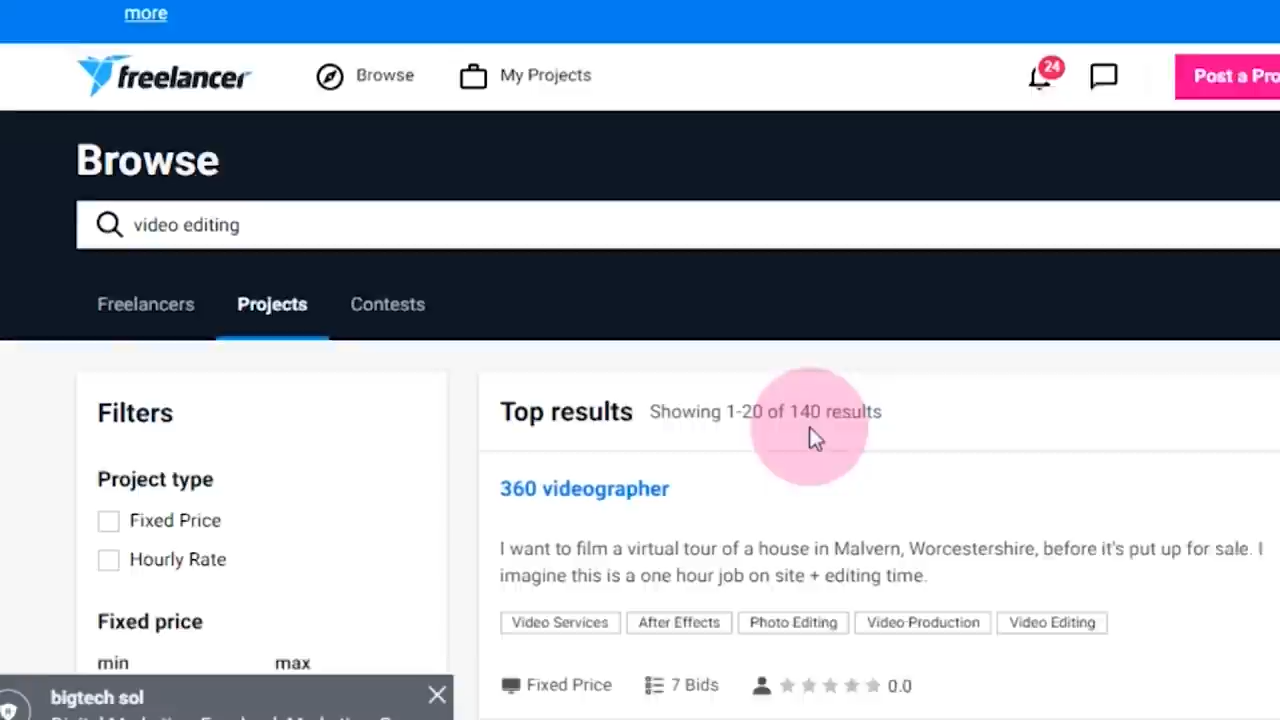 more
freelancer
Browse
My Projects
24
Post a Pro
Browse
video editing
Freelancers
Projects
Contests
Filters
Project type
Fixed Price
Hourly Rate
Fixed price
min
max
Top results
Showing 1-20 of 140 results
360 videographer
I want to film a virtual tour of a house in Malvern, Worcestershire, before it's put up for sale. I
imagine this is a one hour job on site + editing time.
Video Services
After Effects
Photo Editing
Video Production
Video Editing
Fixed Price
7 Bids
0.0
bigtech sol